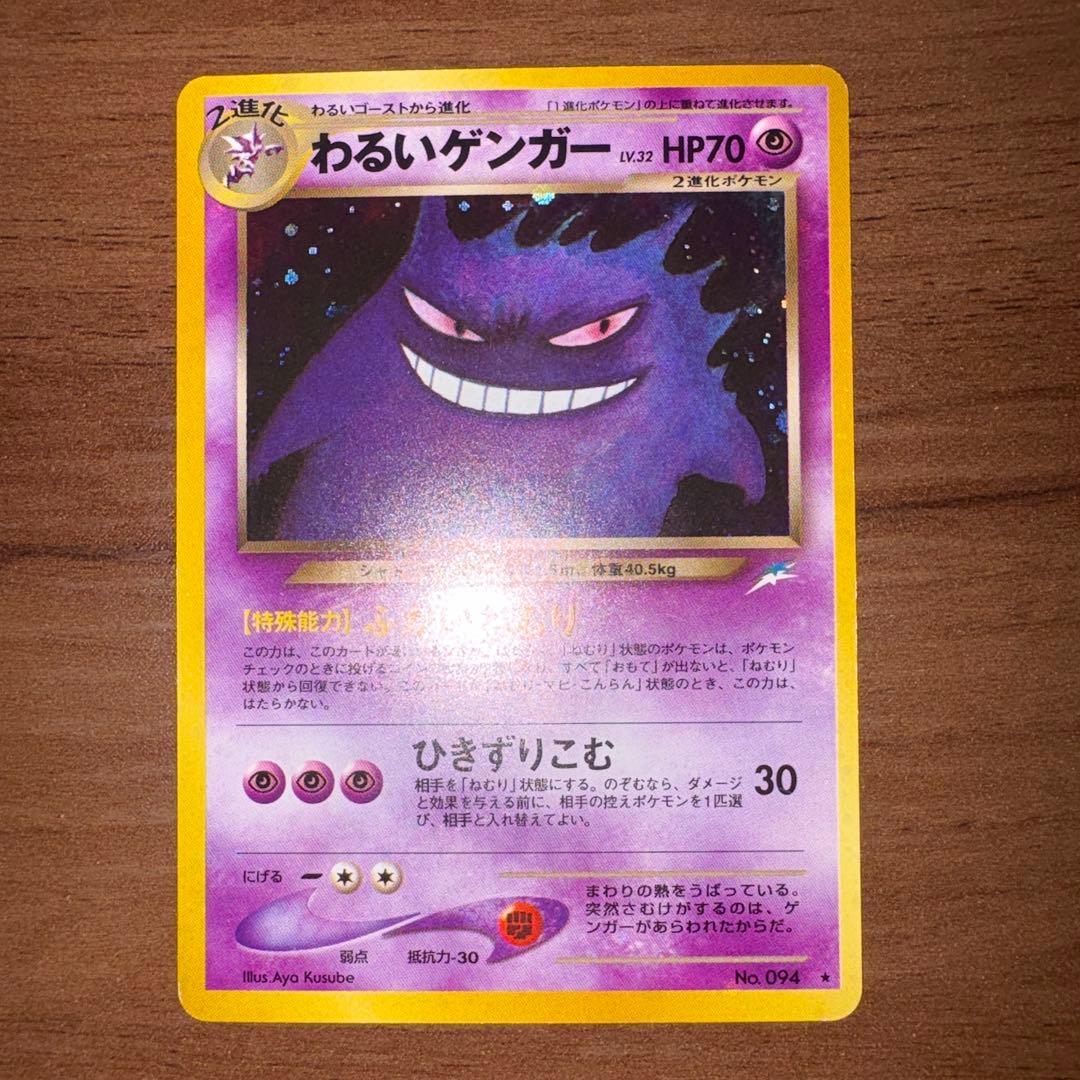 2進化
わるいゴーストから進化
「1進化ポケモン」の上に重ねて進化させます。
わるいゲンガー LV.32 HP70
2進化ポケモン
体重40.5kg
【特殊能力】
この力は、このカードが
「ねむり」状態のポケモンは、ポケモン
チェックのときに投げる
すべて「おもて」が出ないと、「ねむり」
状態から回復できない。
こんらん」状態のとき、この力は、
はたらかない。
ひきずりこむ 30
相手を「ねむり」状態にする。のぞむなら、ダメージ
と効果を与える前に、相手の控えポケモンを1匹選
び、相手と入れ替えてよい。
にげる
まわりの熱をうばっている。
突然さむけがするのは、ゲ
ンガーがあらわれたからだ。
弱点 抵抗力-30
Illus.Aya Kusube
No. 094 ★